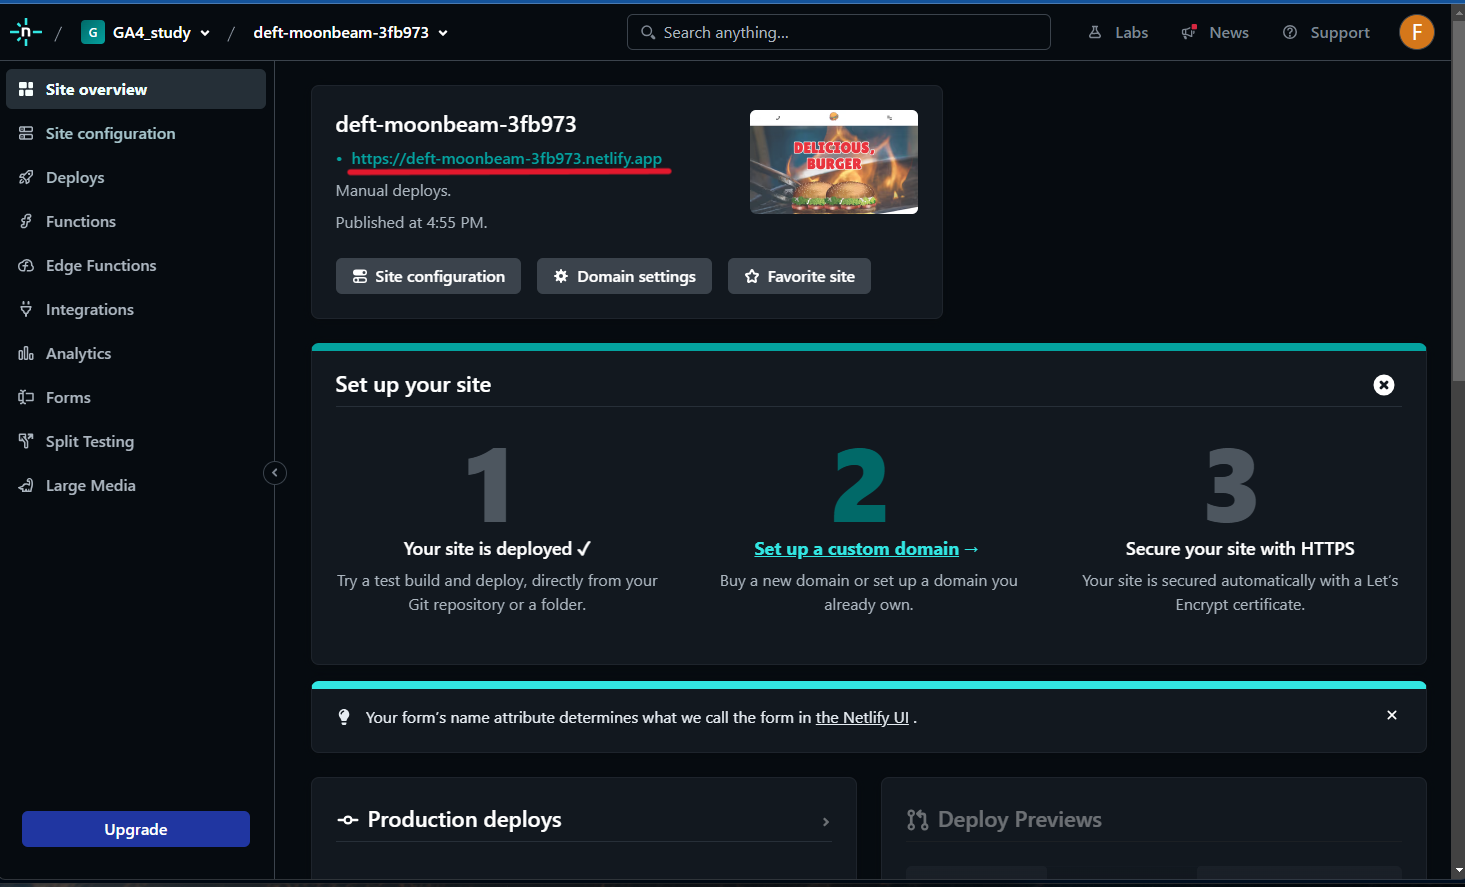 / G GA4_study / deft-moonbeam-3fb973
Search anything...
Labs
News
Support
F
Site overview
Site configuration
Deploys
Functions
Edge Functions
Integrations
Analytics
Forms
Split Testing
Large Media
Upgrade
deft-moonbeam-3fb973
• https://deft-moonbeam-3fb973.netlify.app
Manual deploys.
Published at 4:55 PM.
DELICIOUS,
BURGER
Site configuration
Domain settings
Favorite site
Set up your site
1
Your site is deployed ✓
Try a test build and deploy, directly from your
Git repository or a folder.
2
Set up a custom domain →
Buy a new domain or set up a domain you
already own.
3
Secure your site with HTTPS
Your site is secured automatically with a Let’s
Encrypt certificate.
Your form’s name attribute determines what we call the form in the Netlify UI .
Production deploys
Deploy Previews